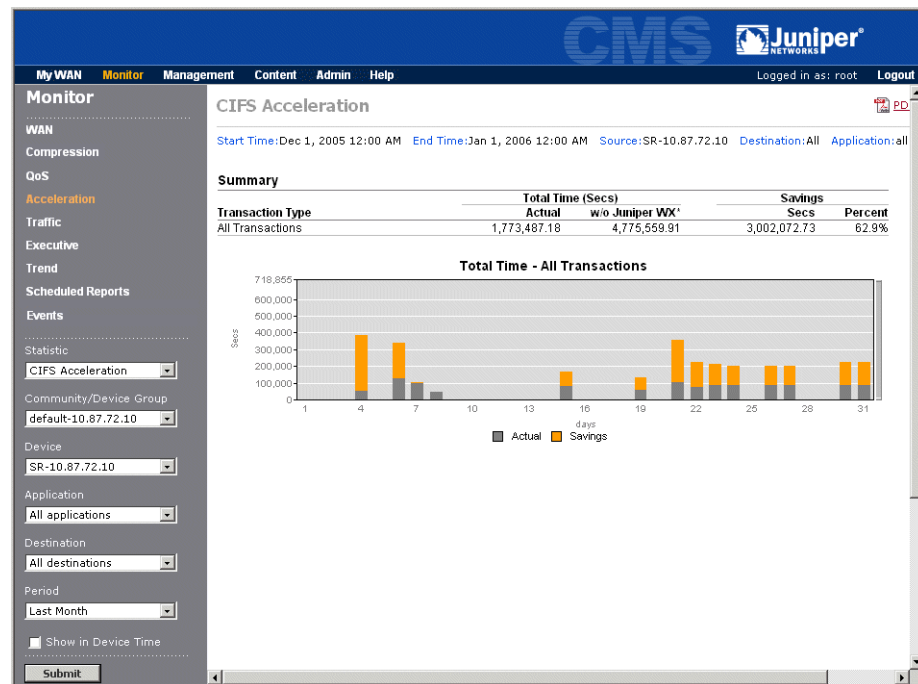 CMS
Juniper®
NETWORKS
My WAN Monitor Management Content Admin Help
Logged in as: root Logout
Monitor
WAN
Compression
QoS
Acceleration
Traffic
Executive
Trend
Scheduled Reports
Events
Statistic
CIFS Acceleration
Community/Device Group
default-10.87.72.10
Device
SR-10.87.72.10
Application
All applications
Destination
All destinations
Period
Last Month
Show in Device Time
Submit
CIFS Acceleration
PD
Start Time:Dec 1, 2005 12:00 AM End Time:Jan 1, 2006 12:00 AM Source:SR-10.87.72.10 Destination:All Application:all
Summary
Total Time (Secs) Savings
Transaction Type Actual w/o Juniper WX* Secs Percent
All Transactions 1,773,487.18 4,775,559.91 3,002,072.73 62.9%
Total Time - All Transactions
718,855
600,000
500,000
400,000
300,000
200,000
100,000
0
Secs
1 4 7 10 13 16 19 22 25 28 31
days
Actual Savings